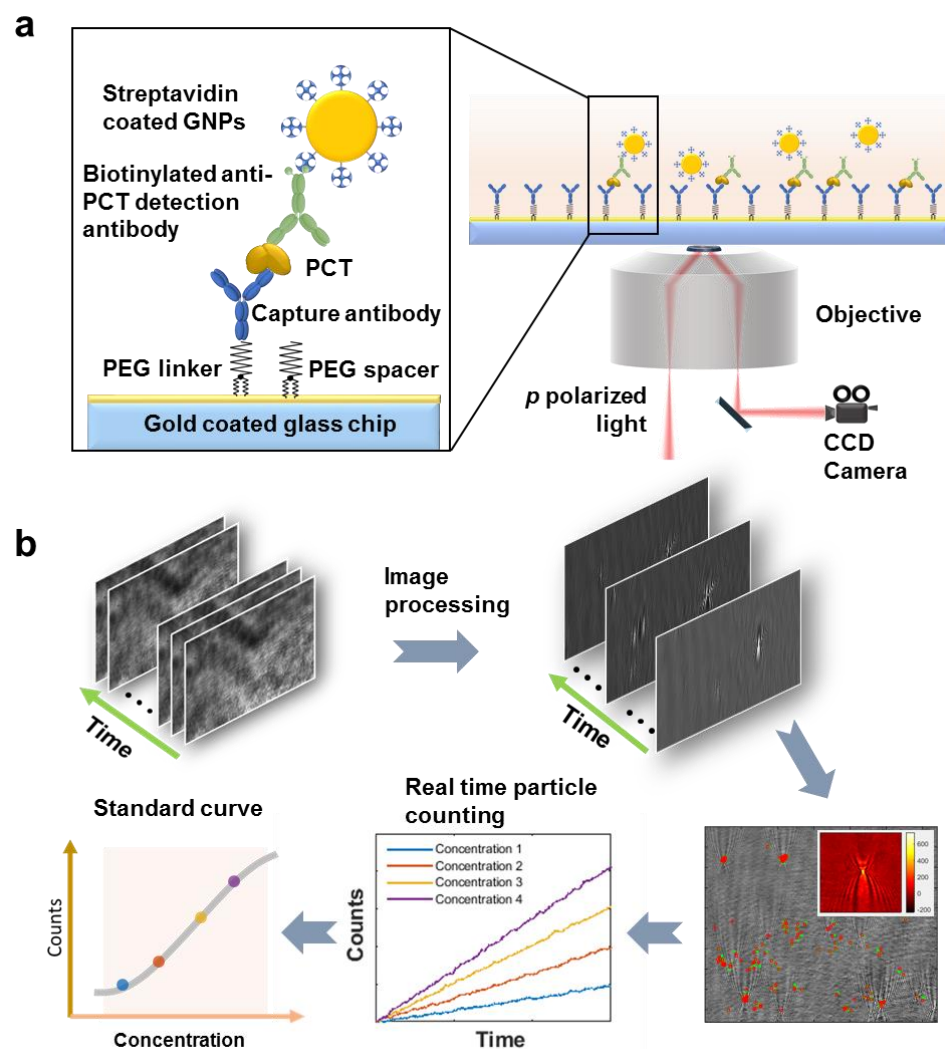 a
Streptavidin
coated GNPs
Biotinylated anti-
PCT detection
antibody
PCT
Capture antibody
PEG linker
PEG spacer
Gold coated glass chip
Objective
p polarized
light
CCD
Camera
b
Image
processing
Time
Time
Standard curve
Counts
Concentration
Real time particle
counting
Concentration 1
Concentration 2
Concentration 3
Concentration 4
Counts
Time
600
400
200
0
-200